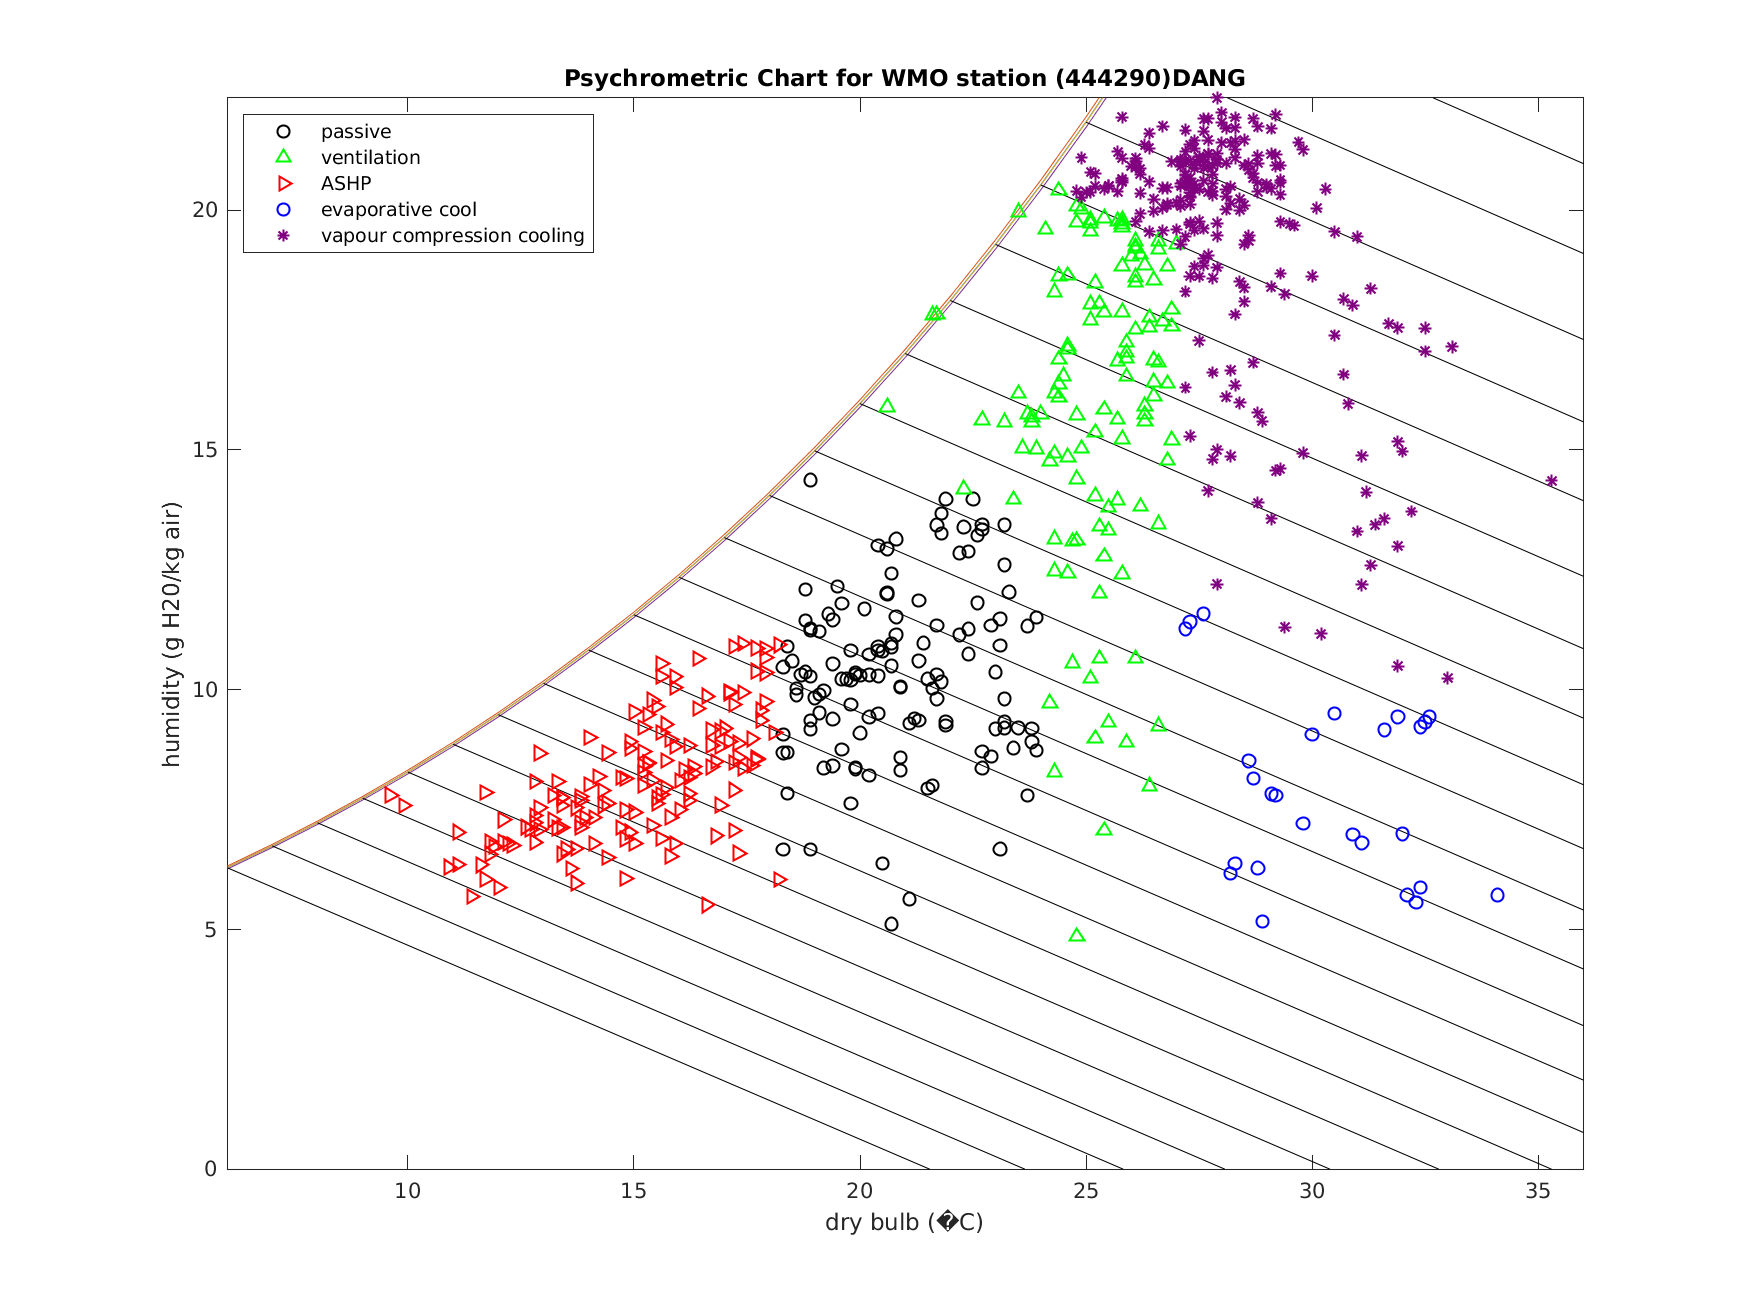 Psychrometric Chart for WMO station (444290)DANG
passive
ventilation
ASHP
evaporative cool
vapour compression cooling
humidity (g H20/kg air)
20
15
10
5
0
10 15 20 25 30 35
dry bulb (�C)